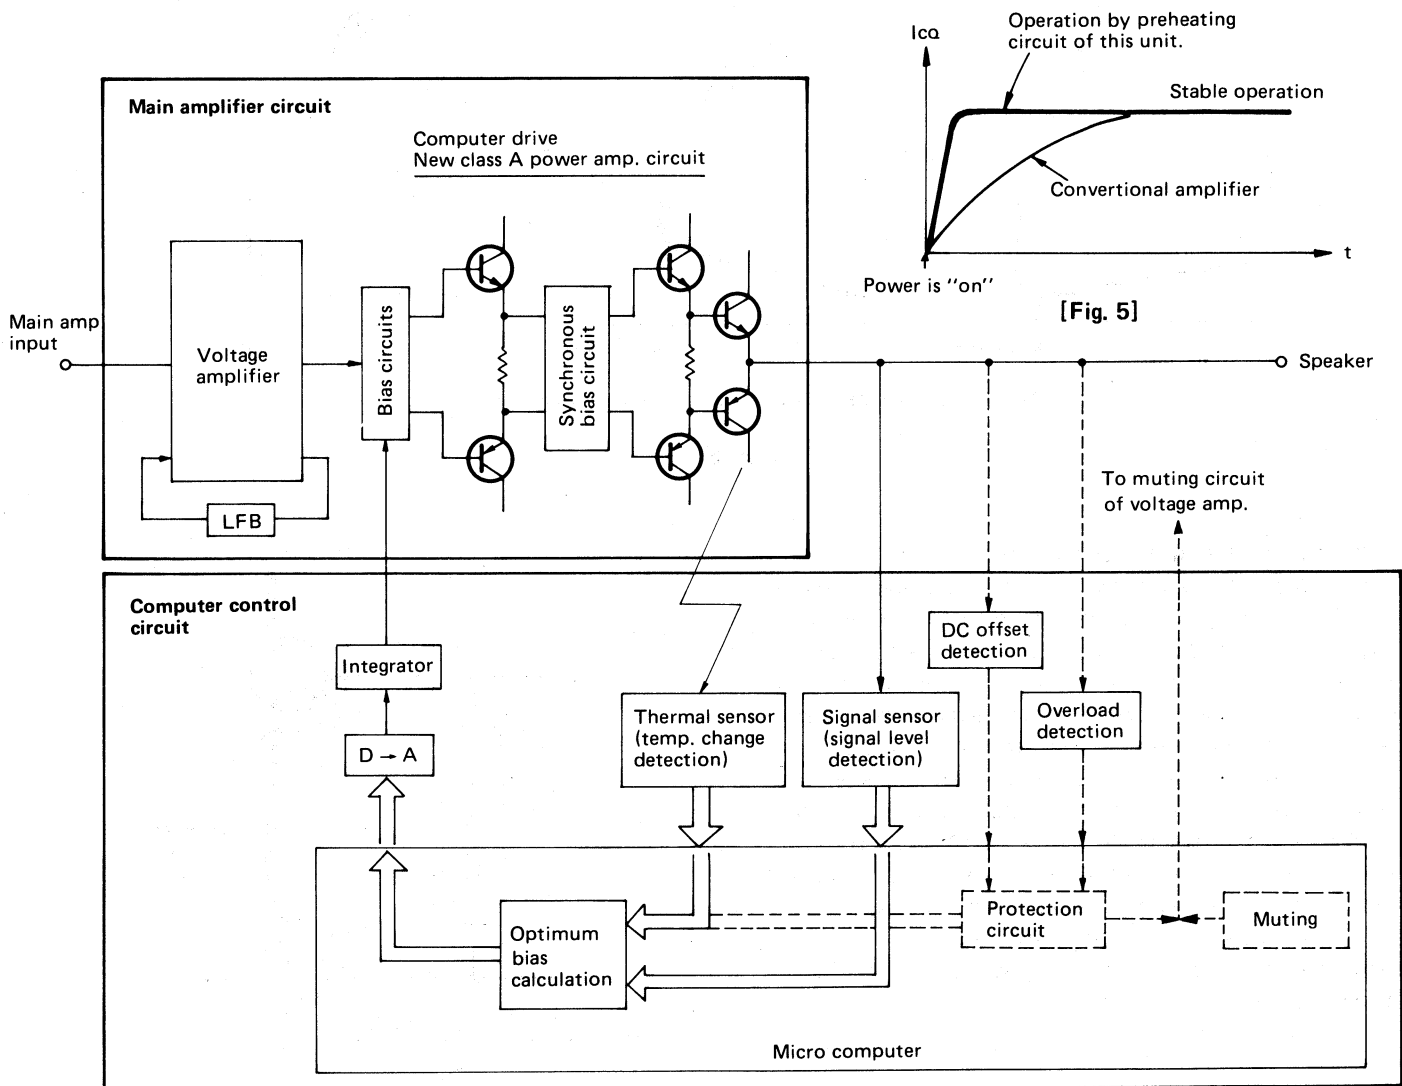 Main amplifier circuit
Computer drive
New class A power amp. circuit
Main amp
input
Voltage
amplifier
LFB
Bias circuits
Synchronous
bias circuit
Icq
Operation by preheating
circuit of this unit.
Stable operation
Convertional amplifier
t
Power is "on"
[Fig. 5]
Speaker
To muting circuit
of voltage amp.
Computer control
circuit
Integrator
D → A
Thermal sensor
(temp. change
detection)
Signal sensor
(signal level
detection)
DC offset
detection
Overload
detection
Optimum
bias
calculation
Protection
circuit
Muting
Micro computer